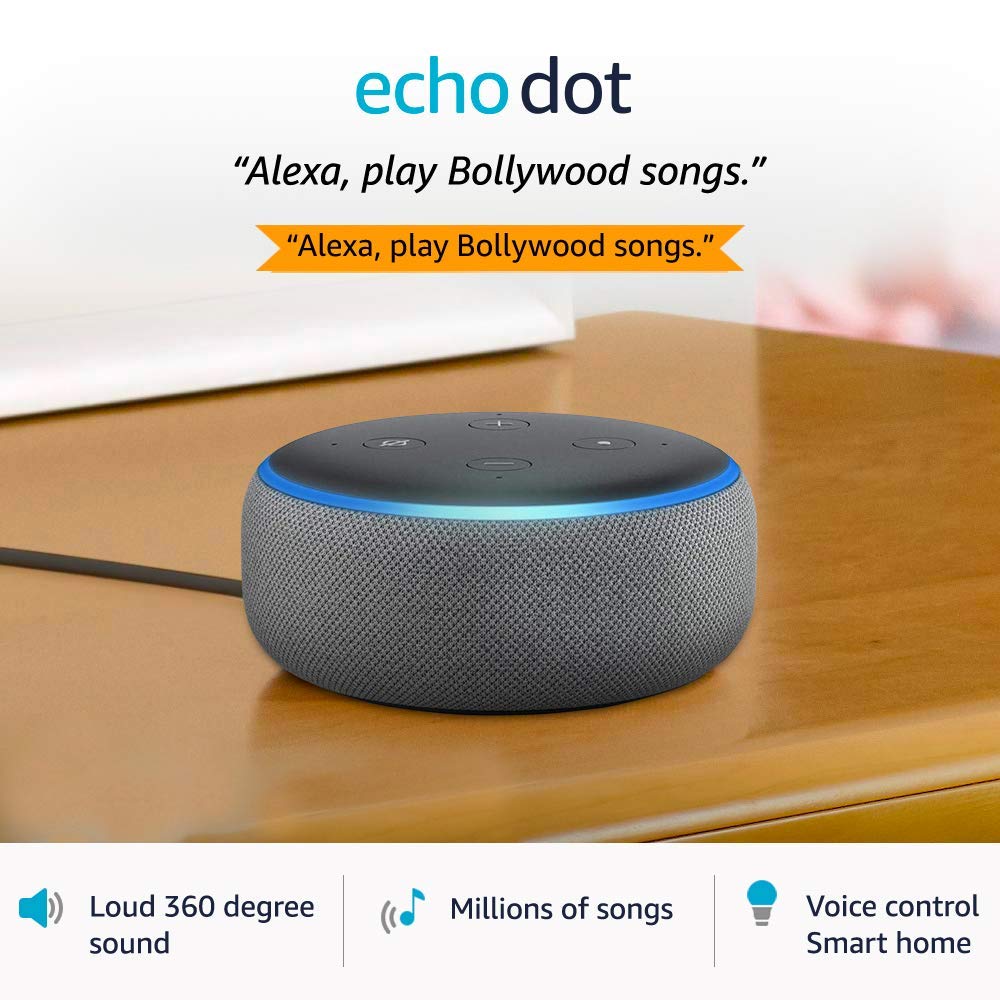 echo dot
“Alexa, play Bollywood songs.”
“Alexa, play Bollywood songs.”
Loud 360 degree
sound
Millions of songs
Voice control
Smart home